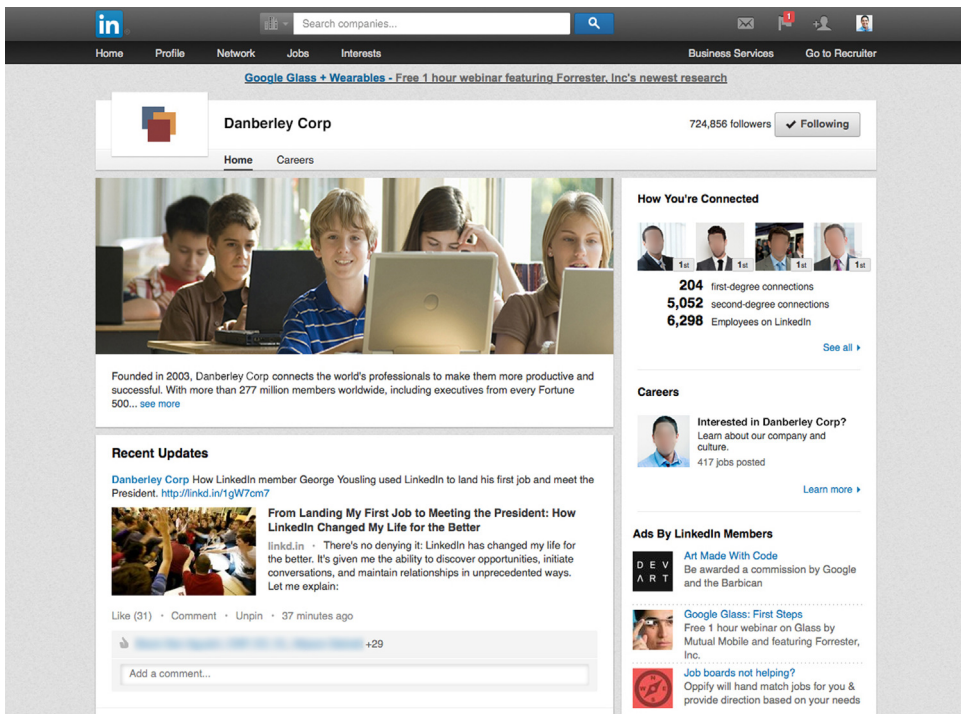 in
Search companies...
1
Home Profile Network Jobs Interests Business Services Go to Recruiter
Google Glass + Wearables - Free 1 hour webinar featuring Forrester, Inc's newest research
Danberley Corp
724,856 followers
Following
Home Careers
Founded in 2003, Danberley Corp connects the world's professionals to make them more productive and
successful. With more than 277 million members worldwide, including executives from every Fortune
500... see more
Recent Updates
Danberley Corp How LinkedIn member George Yousling used LinkedIn to land his first job and meet the
President. http://linkd.in/1gW7cm7
From Landing My First Job to Meeting the President: How
LinkedIn Changed My Life for the Better
linkd.in · There's no denying it: LinkedIn has changed my life for
the better. It's given me the ability to discover opportunities, initiate
conversations, and maintain relationships in unprecedented ways.
Let me explain:
Like (31) · Comment · Unpin · 37 minutes ago
+29
Add a comment...
How You're Connected
1st 1st 1st 1st
204 first-degree connections
5,052 second-degree connections
6,298 Employees on LinkedIn
See all
Careers
Interested in Danberley Corp?
Learn about our company and
culture.
417 jobs posted
Learn more
Ads By LinkedIn Members
DEV
ART
Art Made With Code
Be awarded a commission by Google
and the Barbican
Google Glass: First Steps
Free 1 hour webinar on Glass by
Mutual Mobile and featuring Forrester,
Inc.
Job boards not helping?
Oppify will hand match jobs for you &
provide direction based on your needs